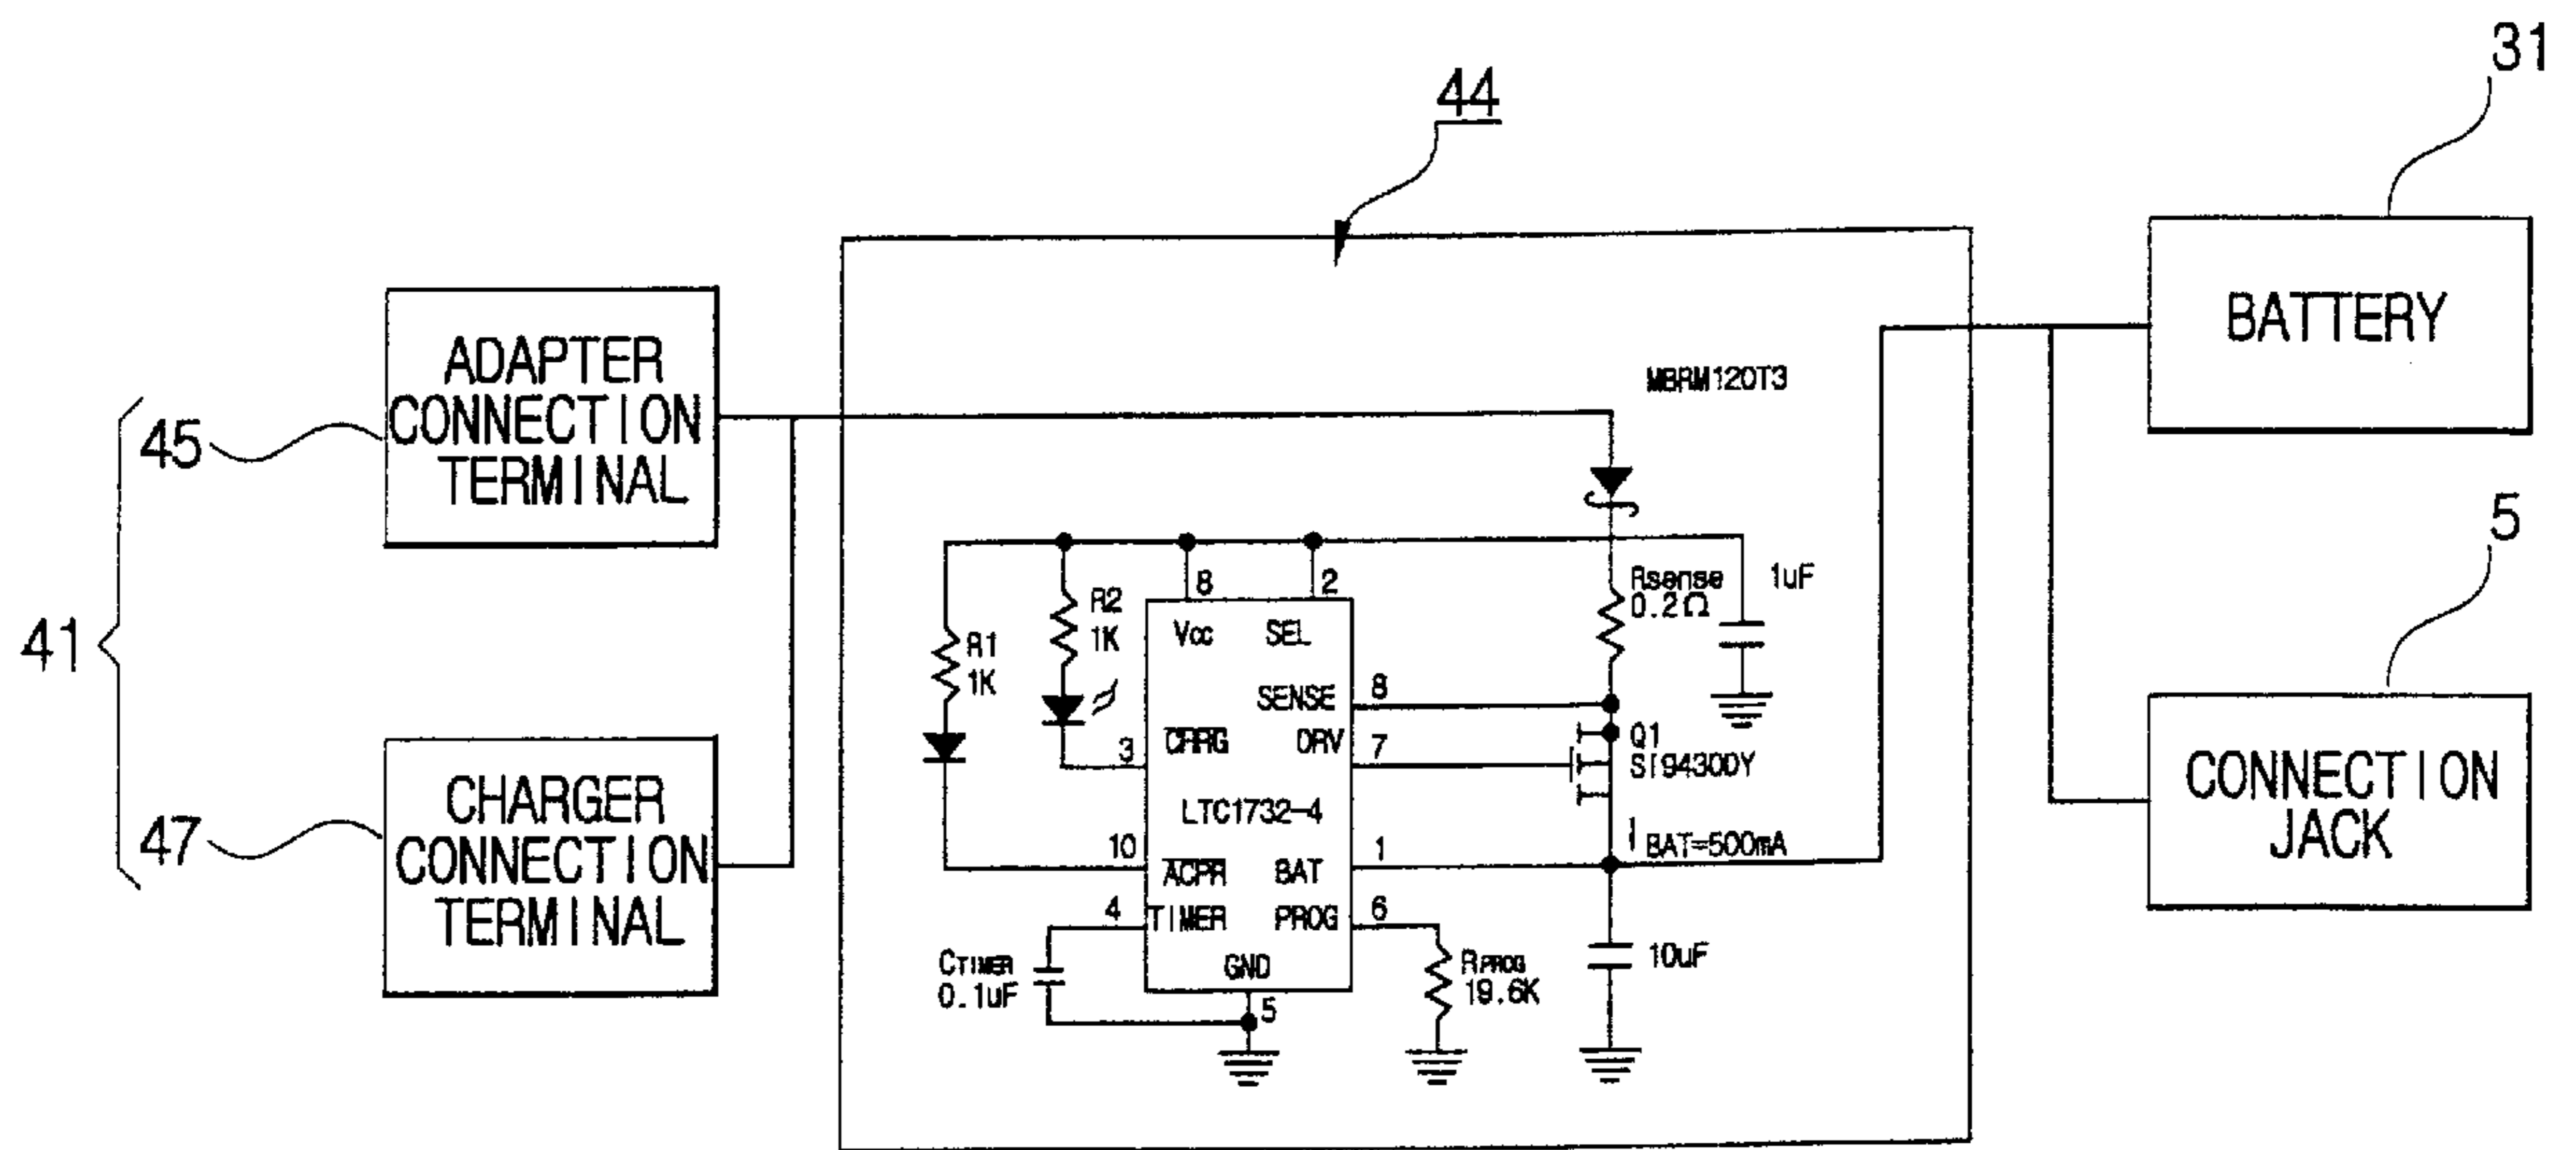 44
31
ADAPTER
CONNECTION
TERMINAL
45
BATTERY
MBRM120T3
5
41
8
2
Rsense
0.2Ω
1uF
R2
1K
R1
1K
Vcc
SEL
SENSE
8
3
DRV
7
Q1
SI9430DY
LTC1732-4
CHARGER
CONNECTION
TERMINAL
47
CONNECTION
JACK
10
ACPR
BAT
1
I BAT=500mA
4
TIMER
PROG
6
CTIMER
0.1uF
GND
5
RPROG
19.6K
10uF